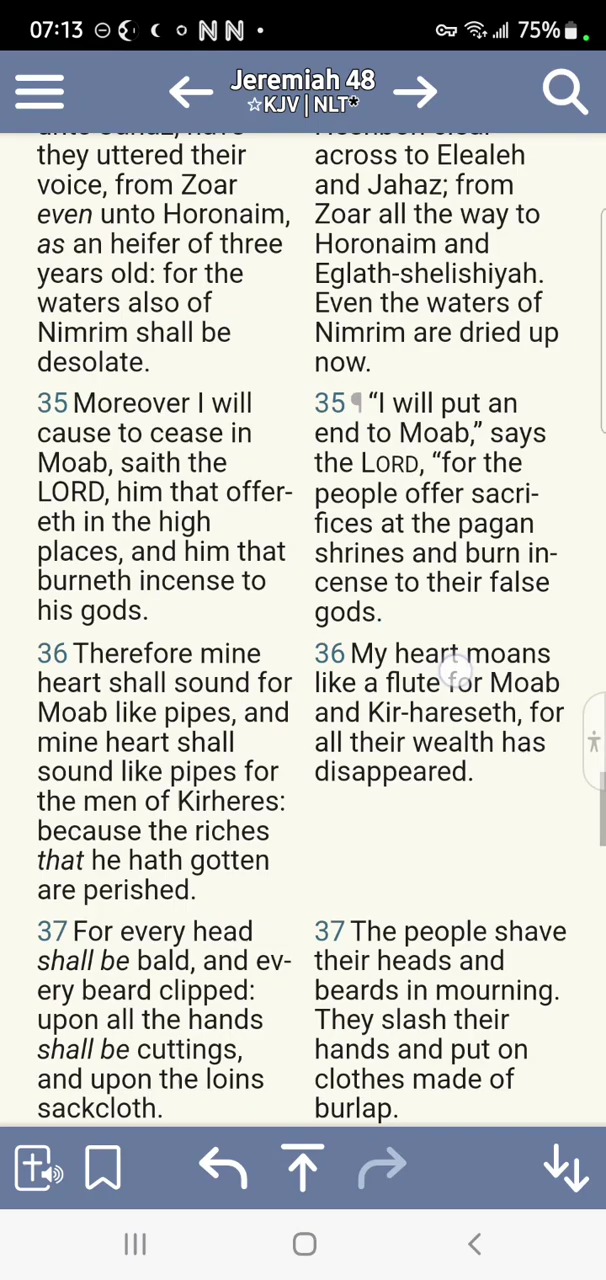 07:13
75%
Jeremiah 48
☆KJV | NLT*
they uttered their
voice, from Zoar
even unto Horonaim,
as an heifer of three
years old: for the
waters also of
Nimrim shall be
desolate.
35 Moreover I will
cause to cease in
Moab, saith the
LORD, him that offer-
eth in the high
places, and him that
burneth incense to
his gods.
36 Therefore mine
heart shall sound for
Moab like pipes, and
mine heart shall
sound like pipes for
the men of Kirheres:
because the riches
that he hath gotten
are perished.
37 For every head
shall be bald, and ev-
ery beard clipped:
upon all the hands
shall be cuttings,
and upon the loins
sackcloth.
across to Elealeh
and Jahaz; from
Zoar all the way to
Horonaim and
Eglath-shelishiyah.
Even the waters of
Nimrim are dried up
now.
35 ¶ “I will put an
end to Moab,” says
the LORD, “for the
people offer sacri-
fices at the pagan
shrines and burn in-
cense to their false
gods.
36 My heart moans
like a flute for Moab
and Kir-hareseth, for
all their wealth has
disappeared.
37 The people shave
their heads and
beards in mourning.
They slash their
hands and put on
clothes made of
burlap.